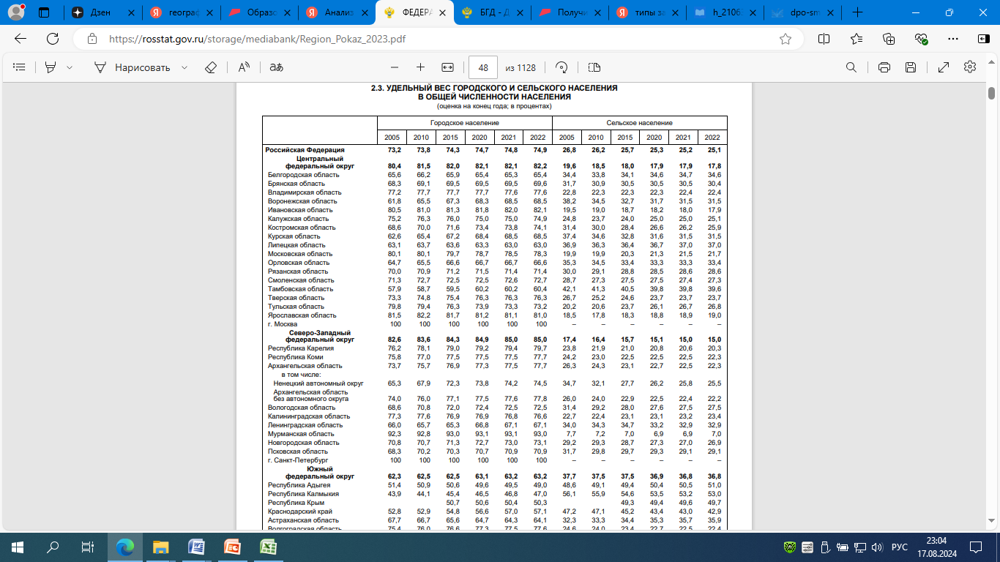 Дзен
географ
Образо
Анализ
ФЕДЕРА
БГД - Д
Получи
типы за
h_2106
dpo-sm
https://rosstat.gov.ru/storage/mediabank/Region_Pokaz_2023.pdf
Нарисовать
48 из 1128
2.3. УДЕЛЬНЫЙ ВЕС ГОРОДСКОГО И СЕЛЬСКОГО НАСЕЛЕНИЯ
В ОБЩЕЙ ЧИСЛЕННОСТИ НАСЕЛЕНИЯ
(оценка на конец года; в процентах)
Городское население Сельское население
2005 2010 2015 2020 2021 2022 2005 2010 2015 2020 2021 2022
Российская Федерация 73,2 73,8 74,3 74,7 74,8 74,9 26,8 26,2 25,7 25,3 25,2 25,1
Центральный
федеральный округ 80,4 81,5 82,0 82,1 82,1 82,2 19,6 18,5 18,0 17,9 17,9 17,8
Белгородская область 65,6 66,2 65,9 65,4 65,3 65,4 34,4 33,8 34,1 34,6 34,7 34,6
Брянская область 68,3 69,1 69,5 69,5 69,5 69,6 31,7 30,9 30,5 30,5 30,5 30,4
Владимирская область 77,2 77,7 77,7 77,7 77,6 77,6 22,8 22,3 22,3 22,3 22,4 22,4
Воронежская область 61,8 65,5 67,3 68,3 68,5 68,5 38,2 34,5 32,7 31,7 31,5 31,5
Ивановская область 80,5 81,0 81,3 81,8 82,0 82,1 19,5 19,0 18,7 18,2 18,0 17,9
Калужская область 75,2 76,3 76,0 75,0 75,0 74,9 24,8 23,7 24,0 25,0 25,0 25,1
Костромская область 68,6 70,0 71,6 73,4 73,8 74,1 31,4 30,0 28,4 26,6 26,2 25,9
Курская область 62,6 65,4 67,2 68,4 68,5 68,5 37,4 34,6 32,8 31,6 31,5 31,5
Липецкая область 63,1 63,7 63,6 63,3 63,0 63,0 36,9 36,3 36,4 36,7 37,0 37,0
Московская область 80,1 80,1 79,7 78,7 78,5 78,3 19,9 19,9 20,3 21,3 21,5 21,7
Орловская область 64,7 65,5 66,6 66,7 66,7 66,6 35,3 34,5 33,4 33,3 33,3 33,4
Рязанская область 70,0 70,9 71,2 71,5 71,4 71,4 30,0 29,1 28,8 28,5 28,6 28,6
Смоленская область 71,3 72,7 72,5 72,5 72,6 72,7 28,7 27,3 27,5 27,5 27,4 27,3
Тамбовская область 57,9 58,7 59,5 60,2 60,2 60,4 42,1 41,3 40,5 39,8 39,8 39,6
Тверская область 73,3 74,8 75,4 76,3 76,3 76,3 26,7 25,2 24,6 23,7 23,7 23,7
Тульская область 79,8 79,4 76,3 73,9 73,3 73,2 20,2 20,6 23,7 26,1 26,7 26,8
Ярославская область 81,5 82,2 81,7 81,2 81,1 81,0 18,5 17,8 18,3 18,8 18,9 19,0
г. Москва 100 100 100 100 100 100 – – – – – –
Северо-Западный
федеральный округ 82,6 83,6 84,3 84,9 85,0 85,0 17,4 16,4 15,7 15,1 15,0 15,0
Республика Карелия 76,2 78,1 79,0 79,2 79,4 79,7 23,8 21,9 21,0 20,8 20,6 20,3
Республика Коми 75,8 77,0 77,5 77,5 77,5 77,7 24,2 23,0 22,5 22,5 22,5 22,3
Архангельская область 73,7 75,7 76,9 77,3 77,5 77,7 26,3 24,3 23,1 22,7 22,5 22,3
в том числе:
Ненецкий автономный округ 65,3 67,9 72,3 73,8 74,2 74,5 34,7 32,1 27,7 26,2 25,8 25,5
Архангельская область
без автономного округа 74,0 76,0 77,1 77,5 77,6 77,8 26,0 24,0 22,9 22,5 22,4 22,2
Вологодская область 68,6 70,8 72,0 72,4 72,5 72,5 31,4 29,2 28,0 27,6 27,5 27,5
Калининградская область 77,3 77,6 76,9 76,9 76,8 76,6 22,7 22,4 23,1 23,1 23,2 23,4
Ленинградская область 66,0 65,7 65,3 66,8 67,1 67,1 34,0 34,3 34,7 33,2 32,9 32,9
Мурманская область 92,3 92,8 93,0 93,1 93,1 93,0 7,7 7,2 7,0 6,9 6,9 7,0
Новгородская область 70,8 70,7 71,3 72,7 73,0 73,1 29,2 29,3 28,7 27,3 27,0 26,9
Псковская область 68,3 70,2 70,3 70,7 70,9 70,9 31,7 29,8 29,7 29,3 29,1 29,1
г. Санкт-Петербург 100 100 100 100 100 100 – – – – – –
Южный
федеральный округ 62,3 62,5 62,5 63,1 63,2 63,2 37,7 37,5 37,5 36,9 36,8 36,8
Республика Адыгея 51,4 50,9 50,6 49,6 49,5 49,0 48,6 49,1 49,4 50,4 50,5 51,0
Республика Калмыкия 43,9 44,1 45,4 46,5 46,8 47,0 56,1 55,9 54,6 53,5 53,2 53,0
Республика Крым 50,7 50,6 50,4 50,3 49,3 49,4 49,6 49,7
Краснодарский край 52,8 52,9 54,8 56,6 57,0 57,1 47,2 47,1 45,2 43,4 43,0 42,9
Астраханская область 67,7 66,7 65,6 64,7 64,3 64,1 32,3 33,3 34,4 35,3 35,7 35,9
Волгоградская область 75,4 76,0 76,6 77,3 77,5 77,6 24,6 24,0 23,4 22,7 22,5 22,4
РУС
23:04
17.08.2024